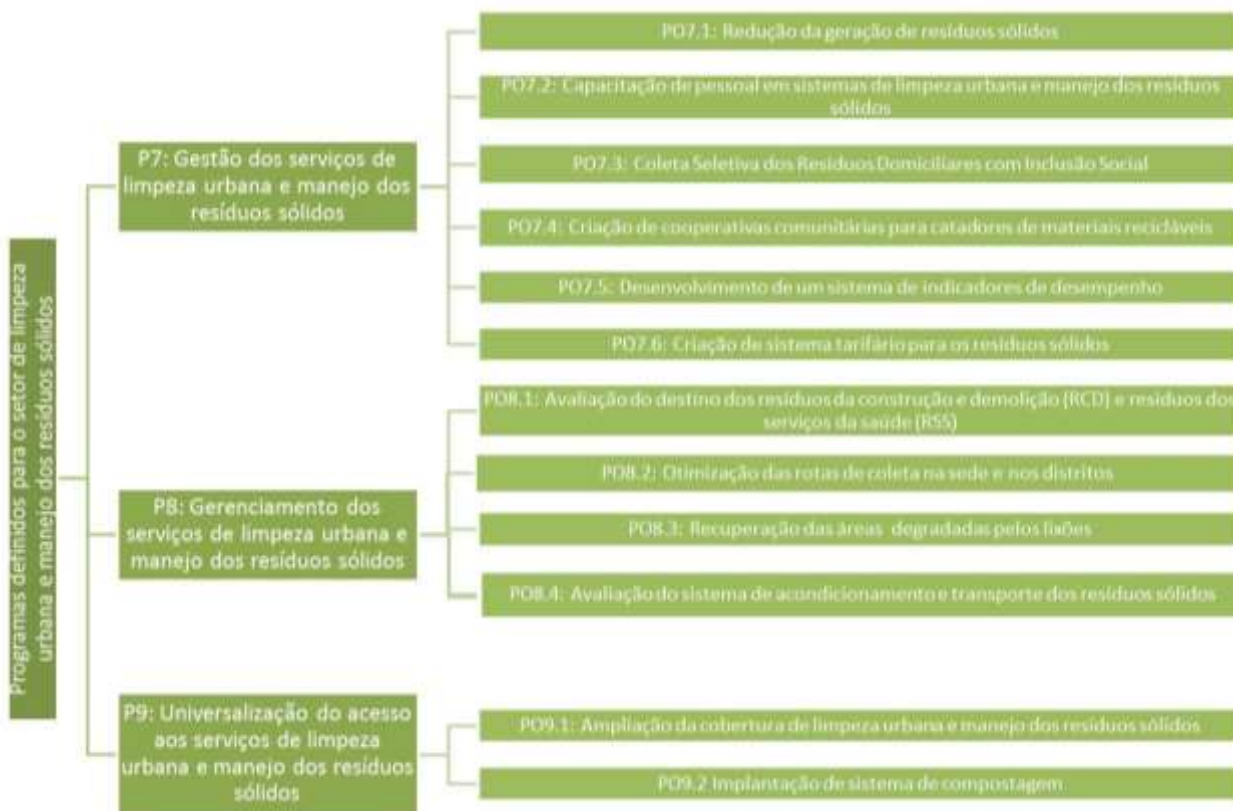 Programas definidos para o setor de limpeza
urbana e manejo dos resíduos sólidos
P7: Gestão dos serviços de
limpeza urbana e manejo dos
resíduos sólidos
PO7.1: Redução da geração de resíduos sólidos
PO7.2: Capacitação de pessoal em sistemas de limpeza urbana e manejo dos resíduos
sólidos
PO7.3: Coleta Seletiva dos Resíduos Domiciliares com Inclusão Social
PO7.4: Criação de cooperativas comunitárias para catadores de materiais recicláveis
PO7.5: Desenvolvimento de um sistema de indicadores de desempenho
PO7.6: Criação de sistema tarifário para os resíduos sólidos
P8: Gerenciamento dos
serviços de limpeza urbana e
manejo dos resíduos sólidos
PO8.1: Avaliação do destino dos resíduos da construção e demolição (RCD) e resíduos dos
serviços da saúde (RSS)
PO8.2: Otimização das rotas de coleta na sede e nos distritos
PO8.3: Recuperação das áreas degradadas pelos lixões
PO8.4: Avaliação do sistema de acondicionamento e transporte dos resíduos sólidos
P9: Universalização do acesso
aos serviços de limpeza
urbana e manejo dos resíduos
sólidos
PO9.1: Ampliação da cobertura de limpeza urbana e manejo dos resíduos sólidos
PO9.2 Implantação de sistema de compostagem